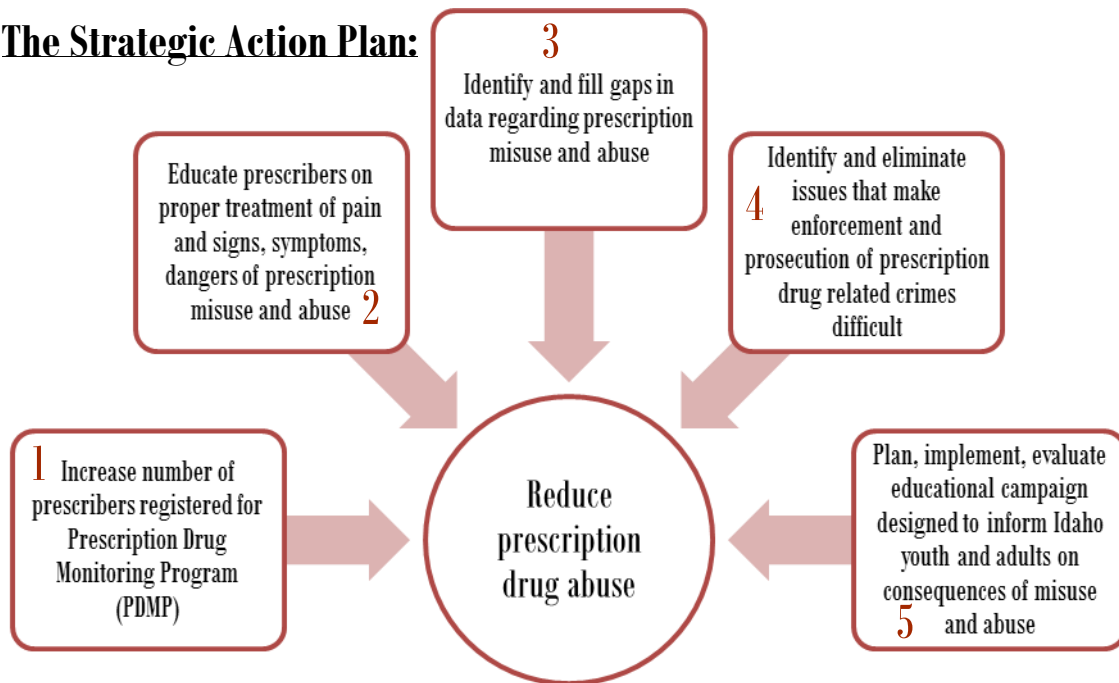 The Strategic Action Plan:
1
Increase number of
prescribers registered for
Prescription Drug
Monitoring Program
(PDMP)
Educate prescribers on
proper treatment of pain
and signs, symptoms,
dangers of prescription
misuse and abuse 2
3
Identify and fill gaps in
data regarding prescription
misuse and abuse
4
Identify and eliminate
issues that make
enforcement and
prosecution of prescription
drug related crimes
difficult
Plan, implement, evaluate
educational campaign
designed to inform Idaho
youth and adults on
consequences of misuse
5 and abuse
Reduce
prescription
drug abuse